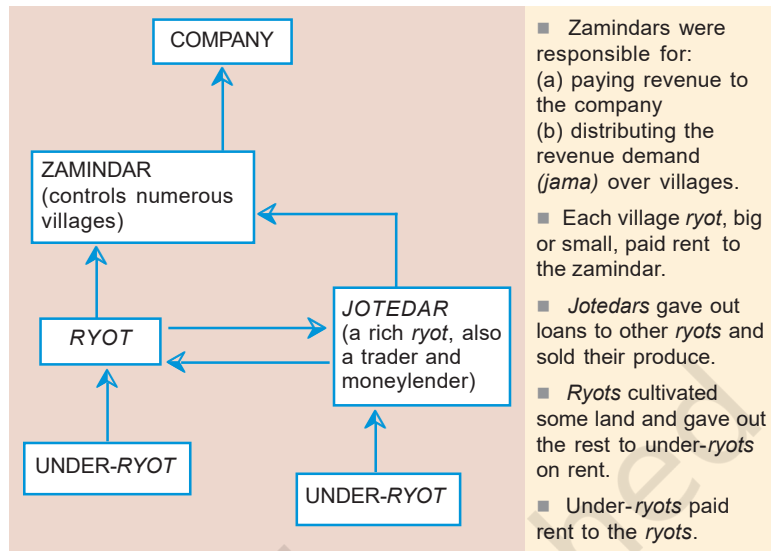 COMPANY
ZAMINDAR
(controls numerous
villages)
RYOT
JOTEDAR
(a rich ryot, also
a trader and
moneylender)
UNDER-RYOT
UNDER-RYOT
■ Zamindars were
responsible for:
(a) paying revenue to
the company
(b) distributing the
revenue demand
(jama) over villages.
■ Each village ryot, big
or small, paid rent to
the zamindar.
■ Jotedars gave out
loans to other ryots and
sold their produce.
■ Ryots cultivated
some land and gave out
the rest to under-ryots
on rent.
■ Under-ryots paid
rent to the ryots.